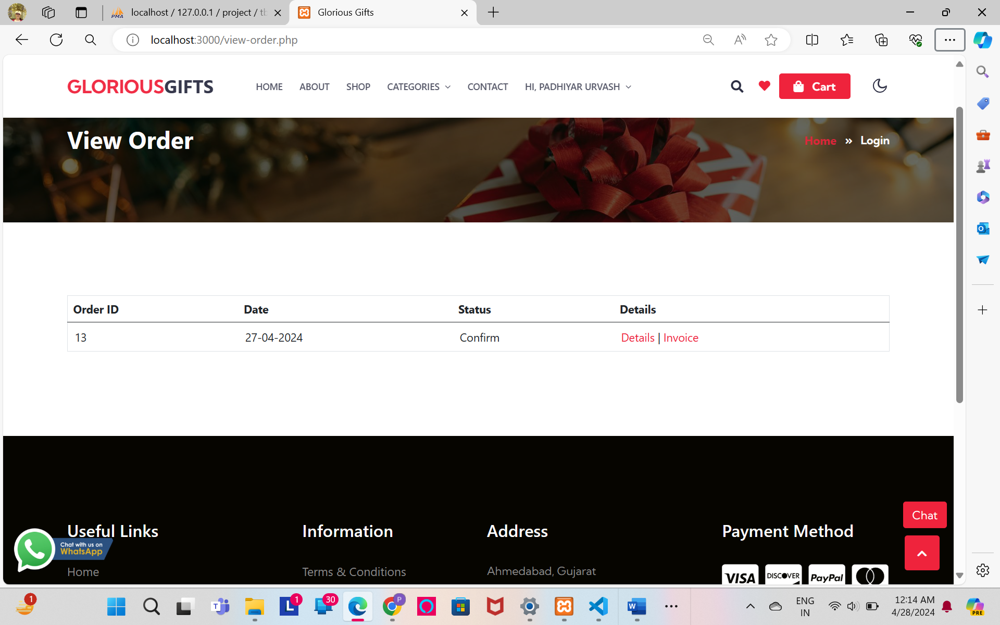 localhost / 127.0.0.1 / project / tb
Glorious Gifts
localhost:3000/view-order.php
GLORIOUSGIFTS
HOME ABOUT SHOP CATEGORIES CONTACT HI, PADHIYAR URVASH
Cart
View Order
Home » Login
Order ID Date Status Details
13 27-04-2024 Confirm Details | Invoice
Chat
Useful Links Information Address Payment Method
Chat with us on
WhatsApp
Home Terms & Conditions Ahmedabad, Gujarat
VISA DISCOVER PayPal
1
1
30
P
ENG
IN
12:14 AM
4/28/2024
PRE